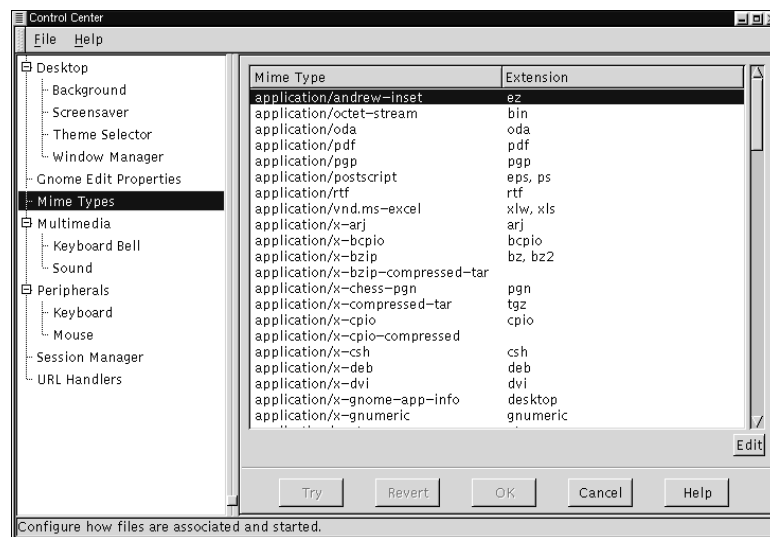 Control Center
File Help
Desktop
Background
Screensaver
Theme Selector
Window Manager
Gnome Edit Properties
Mime Types
Multimedia
Keyboard Bell
Sound
Peripherals
Keyboard
Mouse
Session Manager
URL Handlers
Mime Type Extension
application/andrew-inset ez
application/octet-stream bin
application/oda oda
application/pdf pdf
application/pgp pgp
application/postscript eps, ps
application/rtf rtf
application/vnd.ms-excel xlw, xls
application/x-arj arj
application/x-bcpio bcpio
application/x-bzip bz, bz2
application/x-bzip-compressed-tar
application/x-chess-pgn pgn
application/x-compressed-tar tgz
application/x-cpio cpio
application/x-cpio-compressed
application/x-csh csh
application/x-deb deb
application/x-dvi dvi
application/x-gnome-app-info desktop
application/x-gnumeric gnumeric
Edit
Try Revert OK Cancel Help
Configure how files are associated and started.